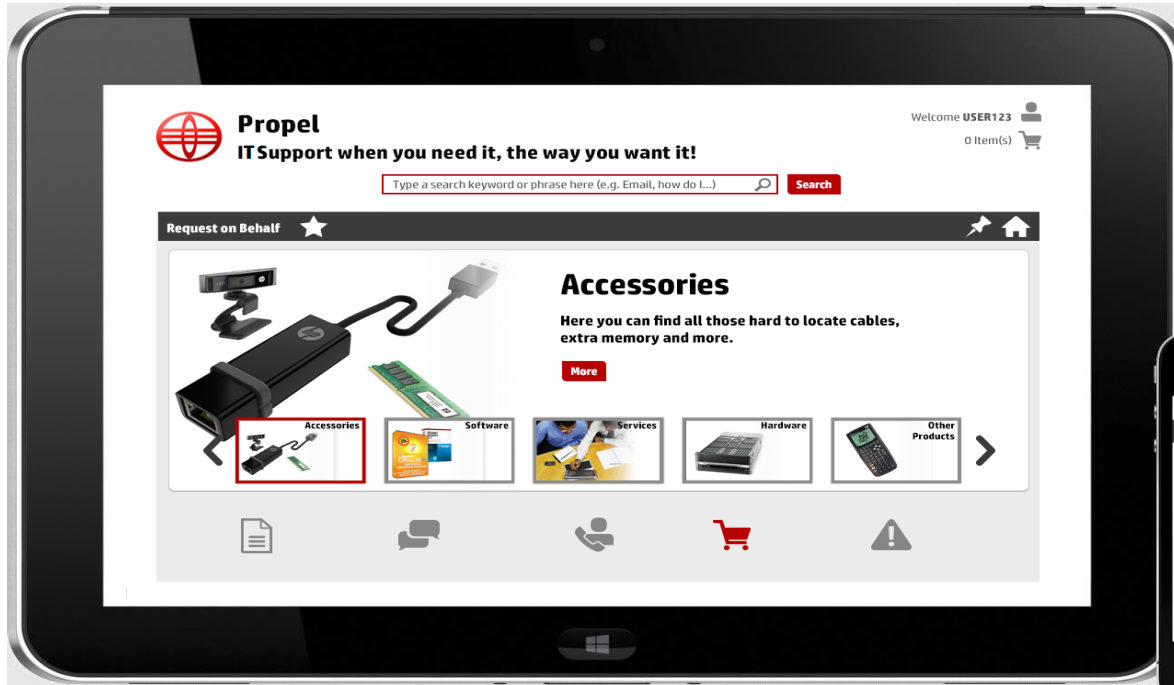 Propel
IT Support when you need it, the way you want it!
Welcome USER123
0 Item(s)
Type a search keyword or phrase here (e.g. Email, how do I...)
Search
Request on Behalf
Accessories
Here you can find all those hard to locate cables,
extra memory and more.
More
hp
Accessories
Software
Office
Services
Hardware
Other
Products